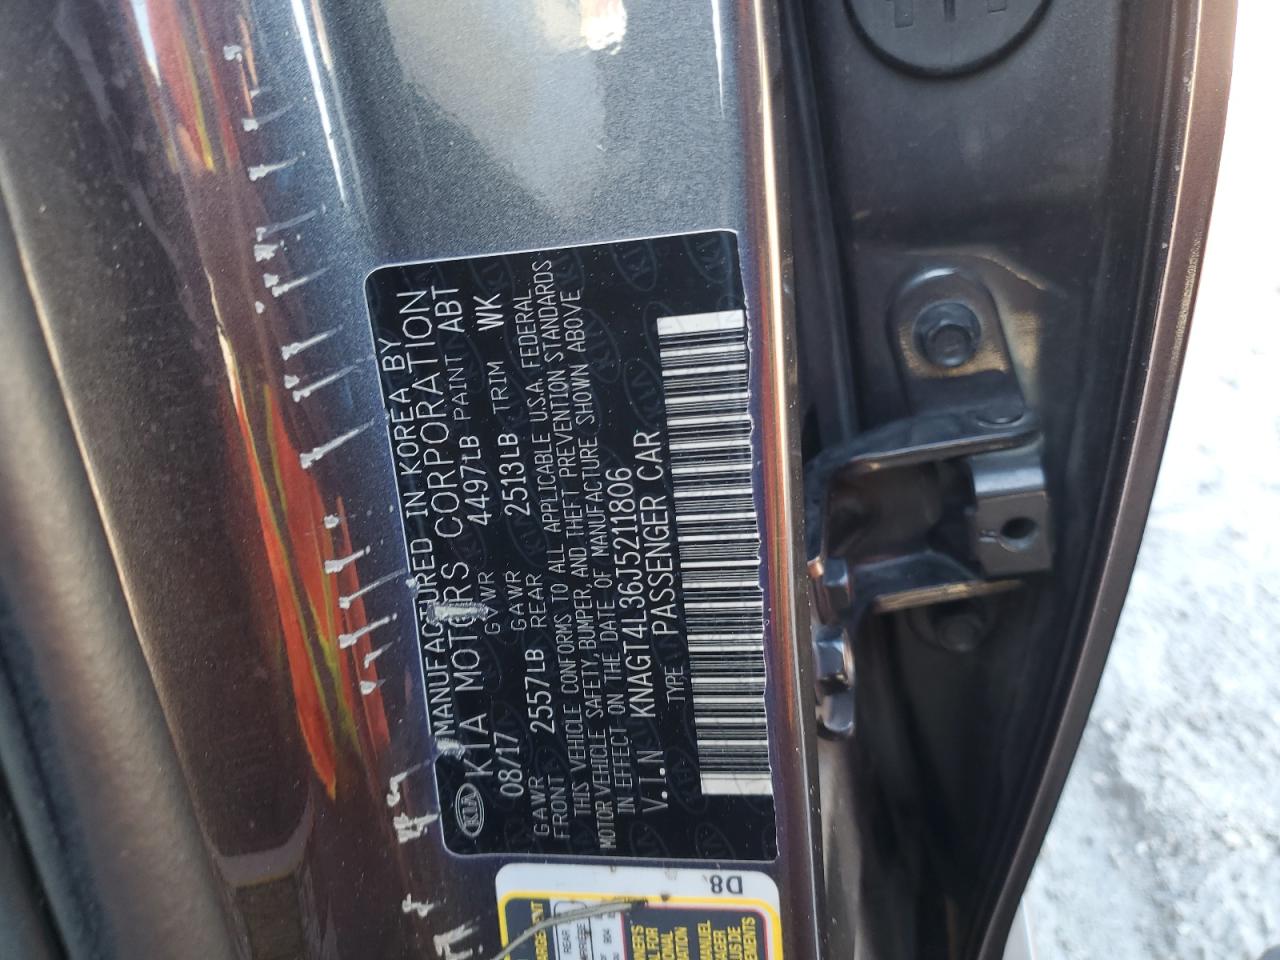 MANUFACTURED IN KOREA BY
KIA KIA MOTORS CORPORATION
08/17 GVWR 4497LB PAINT ABT
GAWR FRONT 2557LB GAWR REAR 2513LB TRIM WK
THIS VEHICLE CONFORMS TO ALL APPLICABLE U.S.A. FEDERAL
MOTOR VEHICLE SAFETY, BUMPER, AND THEFT PREVENTION STANDARDS
IN EFFECT ON THE DATE OF MANUFACTURE SHOWN ABOVE
V.I.N KNAGT4L36J5211806
TYPE PASSENGER CAR
D8
REAR